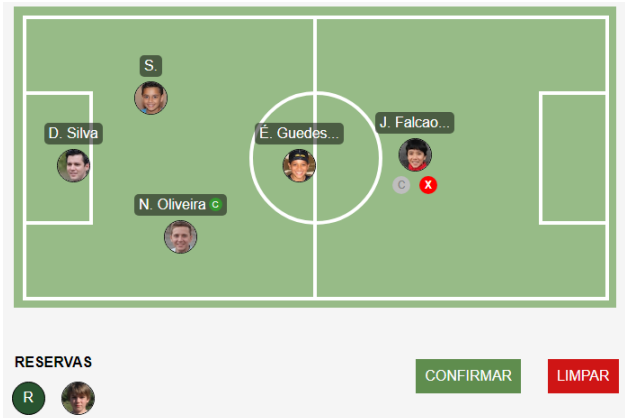 S.
D. Silva
É. Guedes...
J. Falcao...
C X
N. Oliveira C
RESERVAS
CONFIRMAR
LIMPAR
R